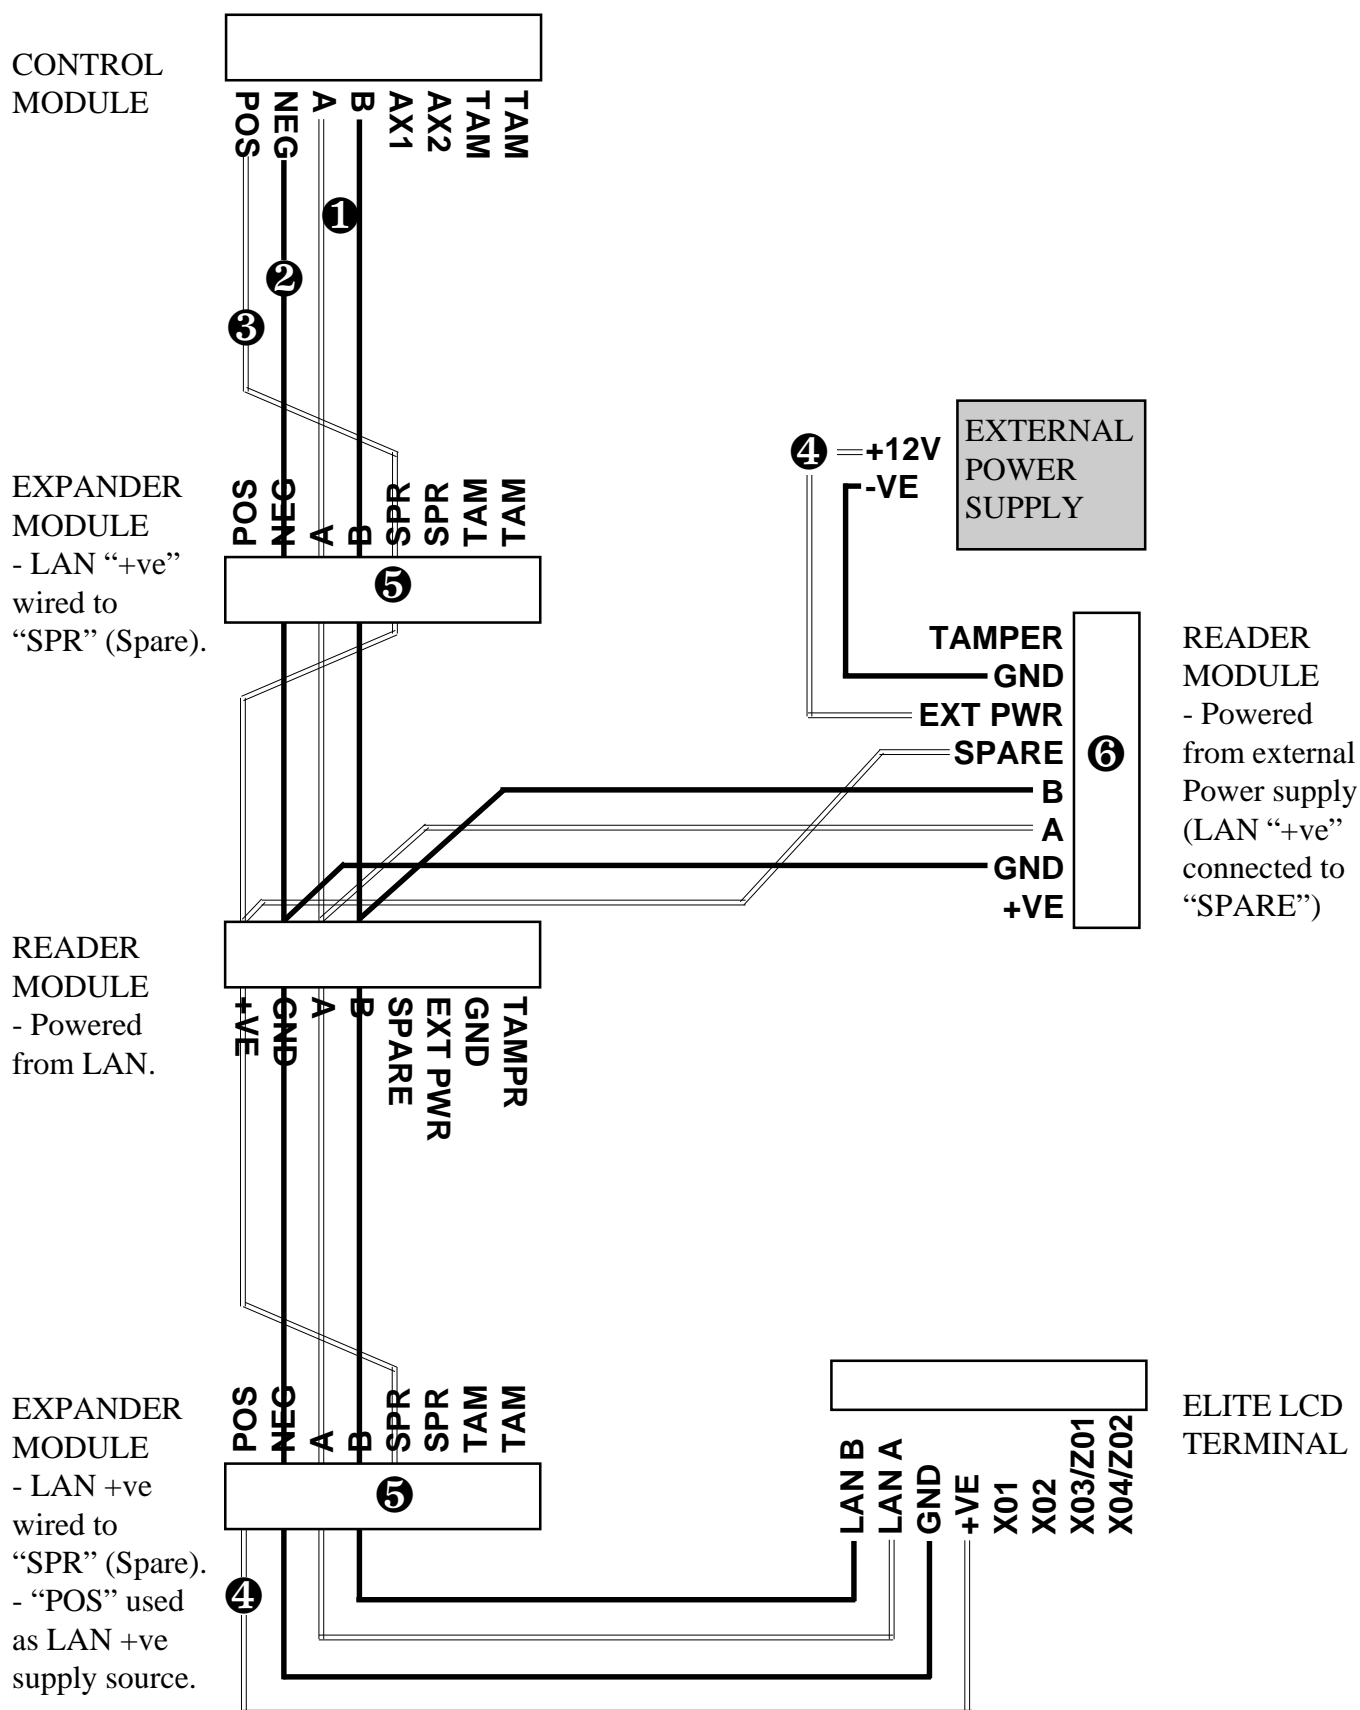 CONTROL
MODULE
POS
NEG
A
B
AX1
AX2
TAM
TAM
❶
❷
❸
EXPANDER
MODULE
- LAN “+ve”
wired to
“SPR” (Spare).
POS
NEG
A
B
SPR
SPR
TAM
TAM
❺
❹
+12V
-VE
EXTERNAL
POWER
SUPPLY
TAMPER
GND
EXT PWR
SPARE
B
A
GND
+VE
❻
READER
MODULE
- Powered
from external
Power supply
(LAN “+ve”
connected to
“SPARE”)
READER
MODULE
- Powered
from LAN.
+VE
GND
A
B
SPARE
EXT PWR
GND
TAMPR
EXPANDER
MODULE
- LAN +ve
wired to
“SPR” (Spare).
- “POS” used
as LAN +ve
supply source.
POS
NEG
A
B
SPR
SPR
TAM
TAM
❺
❹
LAN B
LAN A
GND
+VE
X01
X02
X03/Z01
X04/Z02
ELITE LCD
TERMINAL